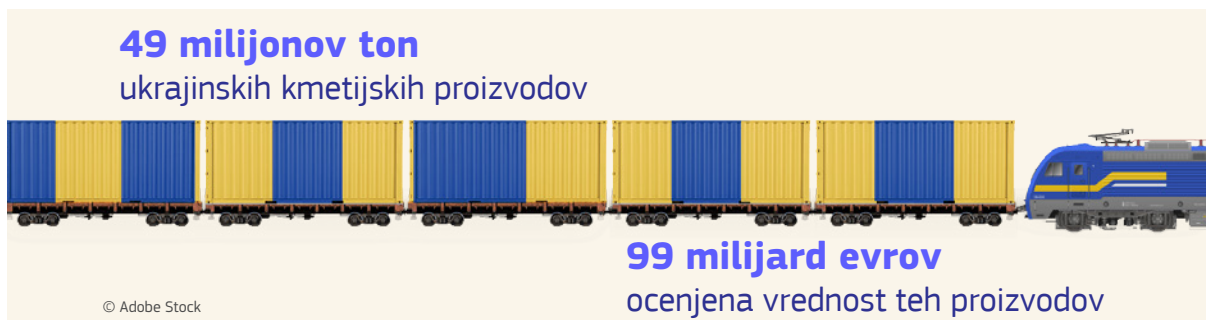 49 milijonov ton
ukrajinskih kmetijskih proizvodov
99 milijard evrov
ocenjena vrednost teh proizvodov
© Adobe Stock